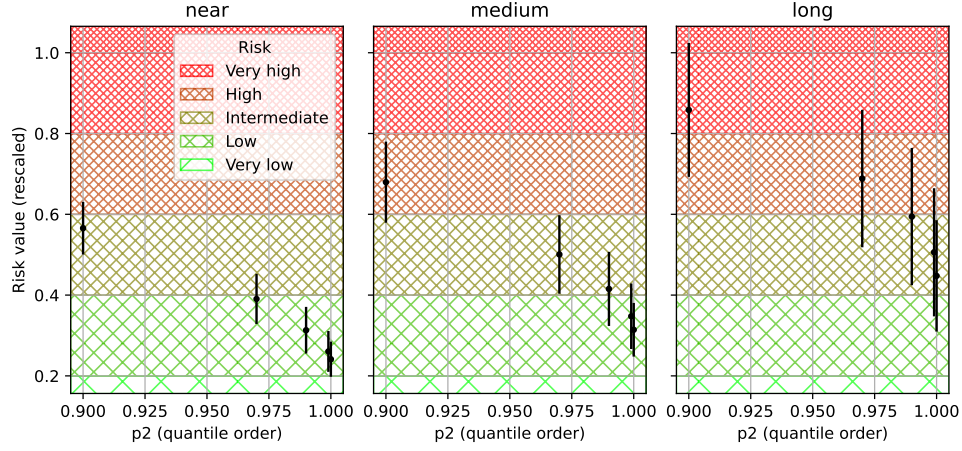 near
medium
long
Risk value (rescaled)
1.0
0.8
0.6
0.4
0.2
Risk
Very high
High
Intermediate
Low
Very low
0.900 0.925 0.950 0.975 1.000
0.900 0.925 0.950 0.975 1.000
0.900 0.925 0.950 0.975 1.000
p2 (quantile order)
p2 (quantile order)
p2 (quantile order)